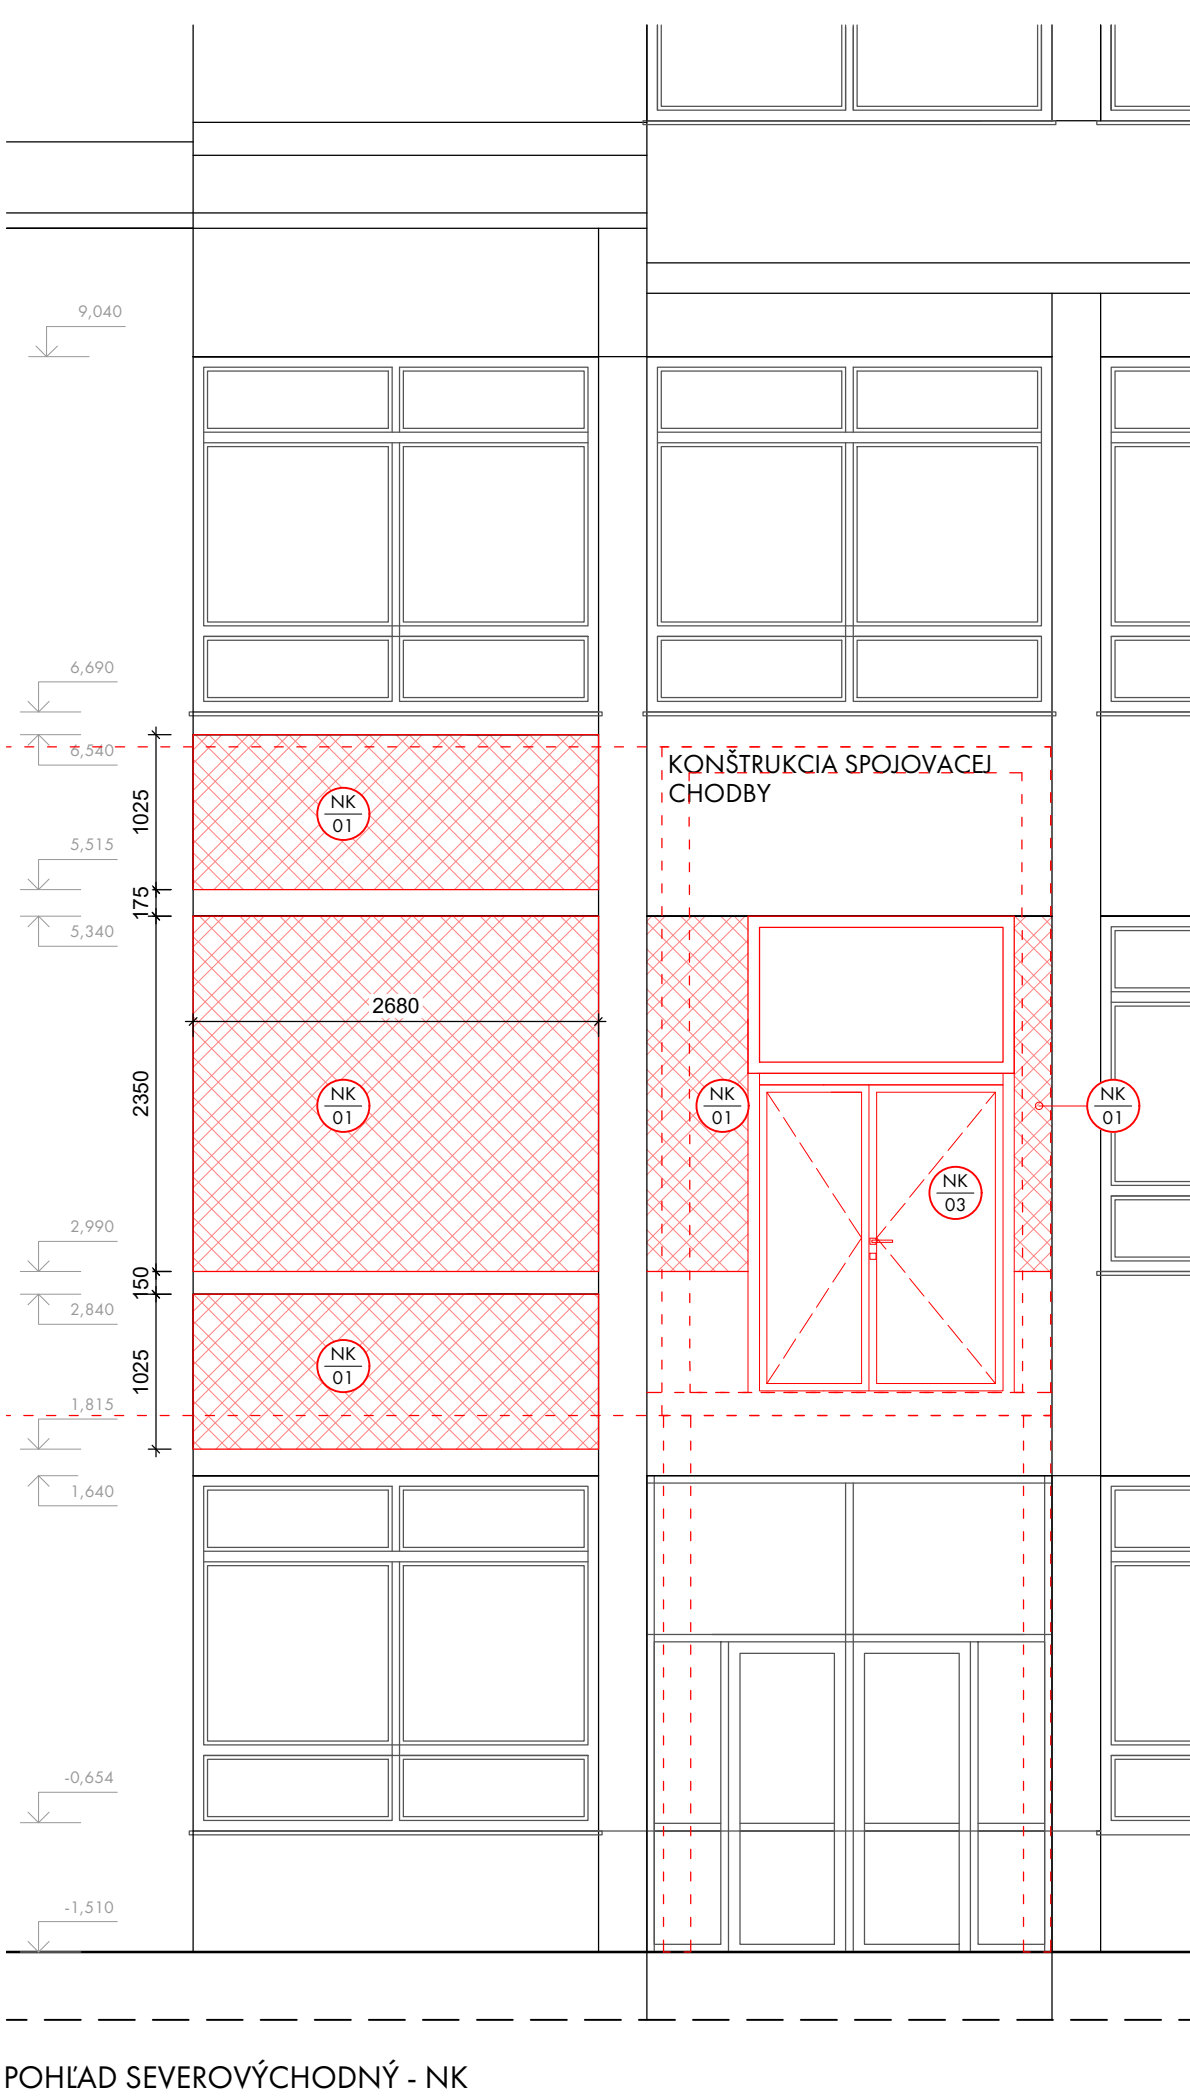 9,040
6,690
6,540
KONŠTRUKCIA SPOJOVACEJ
CHODBY
1025
NK
01
5,515
175
5,340
2680
2350
NK
01
NK
01
NK
01
NK
03
2,990
150
2,840
1025
NK
01
1,815
1,640
-0,654
-1,510
POHĽAD SEVEROVÝCHODNÝ - NK